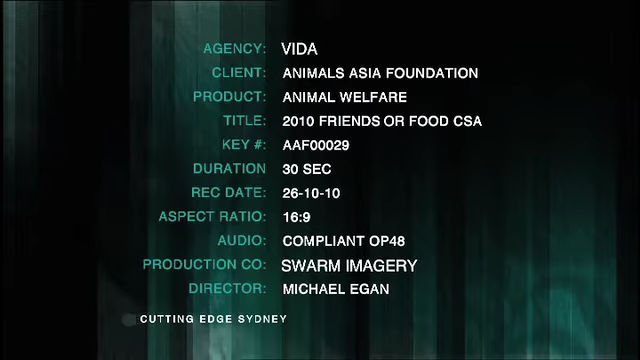 AGENCY: VIDA
CLIENT: ANIMALS ASIA FOUNDATION
PRODUCT: ANIMAL WELFARE
TITLE: 2010 FRIENDS OR FOOD CSA
KEY #: AAF00029
DURATION 30 SEC
REC DATE: 26-10-10
ASPECT RATIO: 16:9
AUDIO: COMPLIANT OP48
PRODUCTION CO: SWARM IMAGERY
DIRECTOR: MICHAEL EGAN
CUTTING EDGE SYDNEY